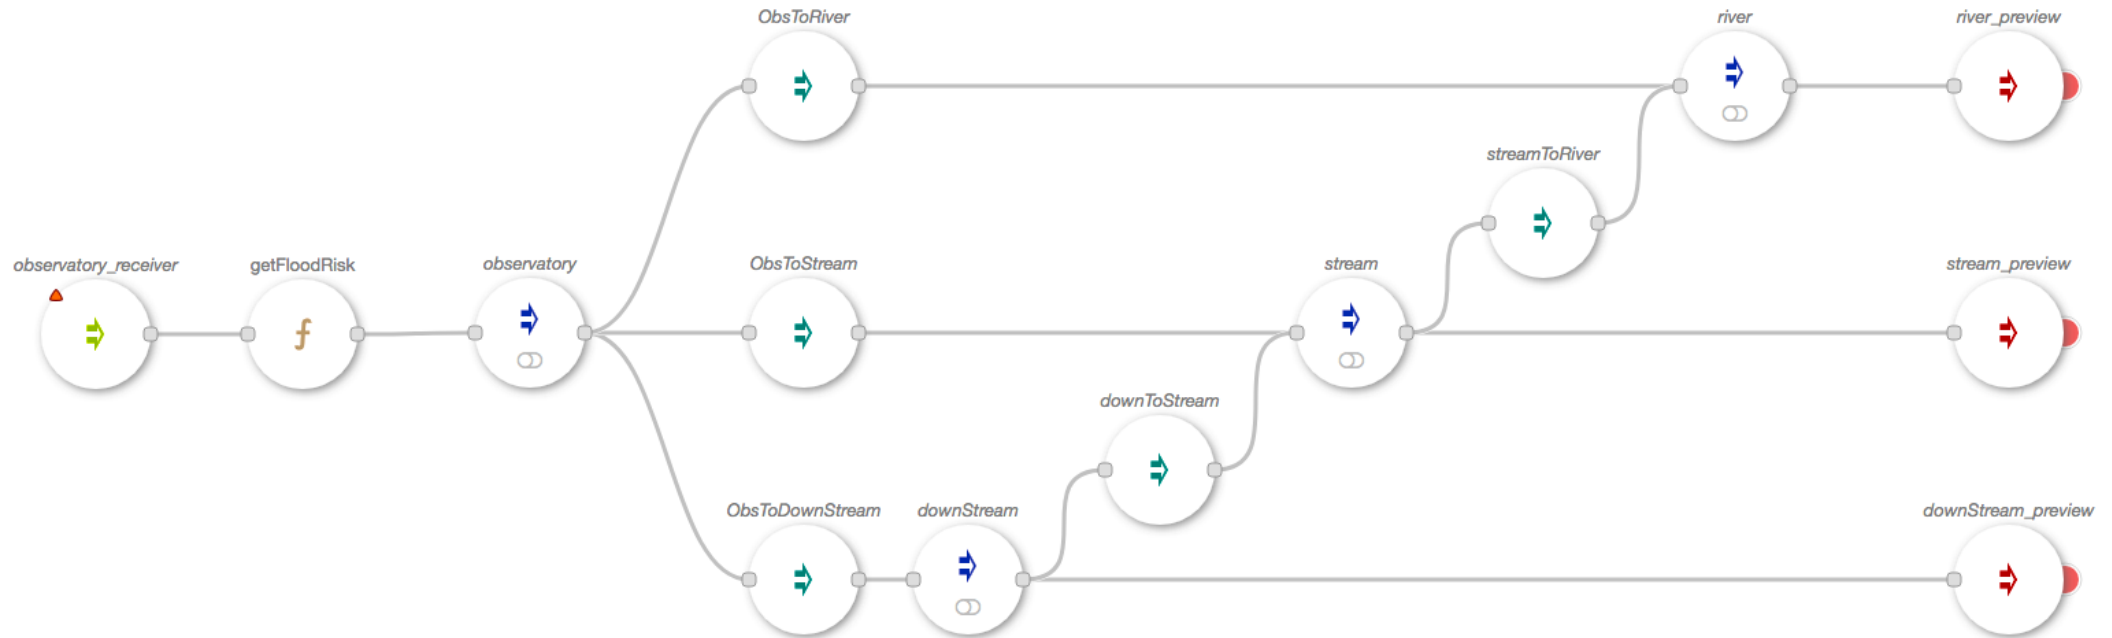 ObsToRiver
river
river_preview
streamToRiver
observatory_receiver
getFloodRisk
observatory
ObsToStream
stream
stream_preview
downToStream
ObsToDownStream
downStream
downStream_preview